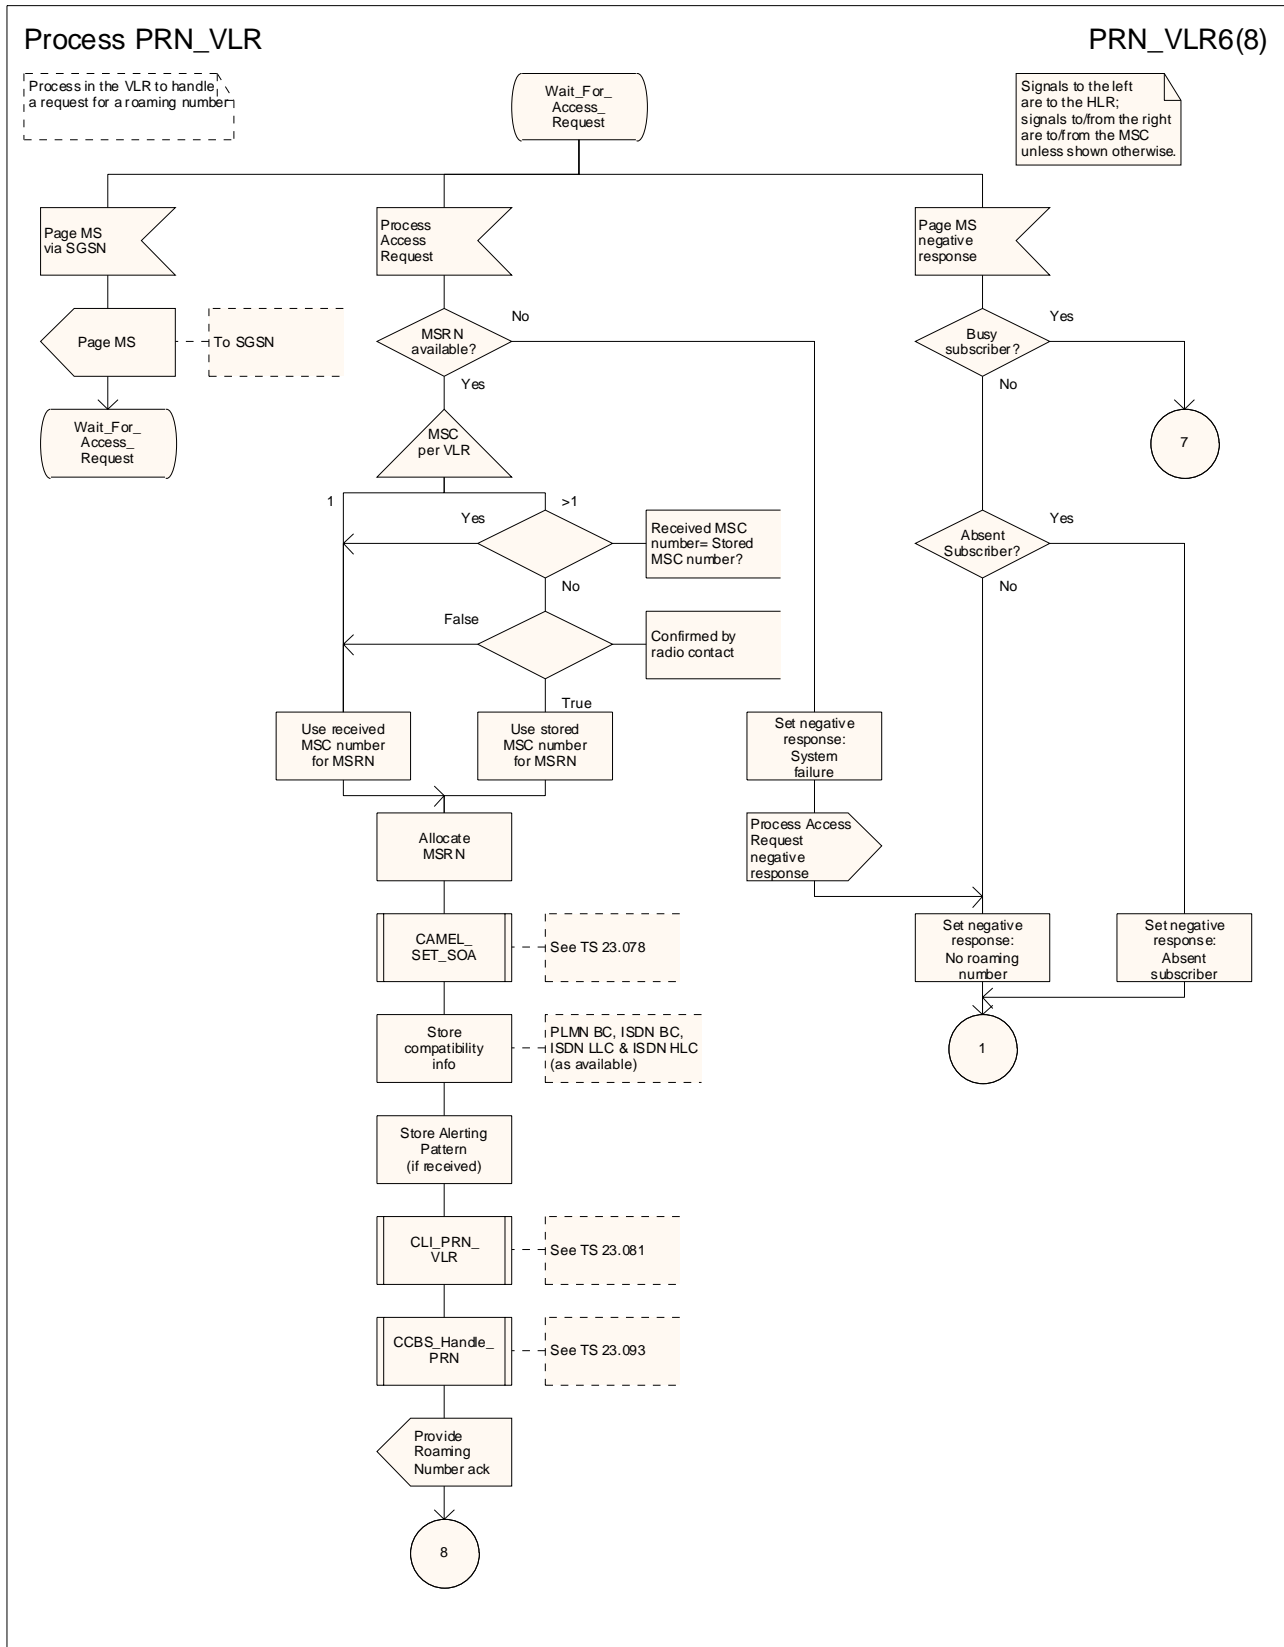 Process PRN_VLR
PRN_VLR6(8)
Process in the VLR to handle
a request for a roaming number
Wait_For_
Access_
Request
Signals to the left
are to the HLR;
signals to/from the right
are to/from the MSC
unless shown otherwise.
Page MS
via SGSN
Process
Access
Request
Page MS
negative
response
Page MS
To SGSN
MSRN
available?
No
Yes
Busy
subscriber?
Yes
No
Wait_For_
Access_
Request
MSC
per VLR
7
1
>1
Yes
Received MSC
number= Stored
MSC number?
No
Absent
Subscriber?
Yes
No
False
Confirmed by
radio contact
True
Use received
MSC number
for MSRN
Use stored
MSC number
for MSRN
Set negative
response:
System
failure
Allocate
MSRN
Process Access
Request
negative
response
CAMEL_
SET_SOA
See TS 23.078
Set negative
response:
No roaming
number
Set negative
response:
Absent
subscriber
Store
compatibility
info
PLMN BC, ISDN BC,
ISDN LLC & ISDN HLC
(as available)
1
Store Alerting
Pattern
(if received)
CLI_PRN_
VLR
See TS 23.081
CCBS_Handle_
PRN
See TS 23.093
Provide
Roaming
Number ack
8